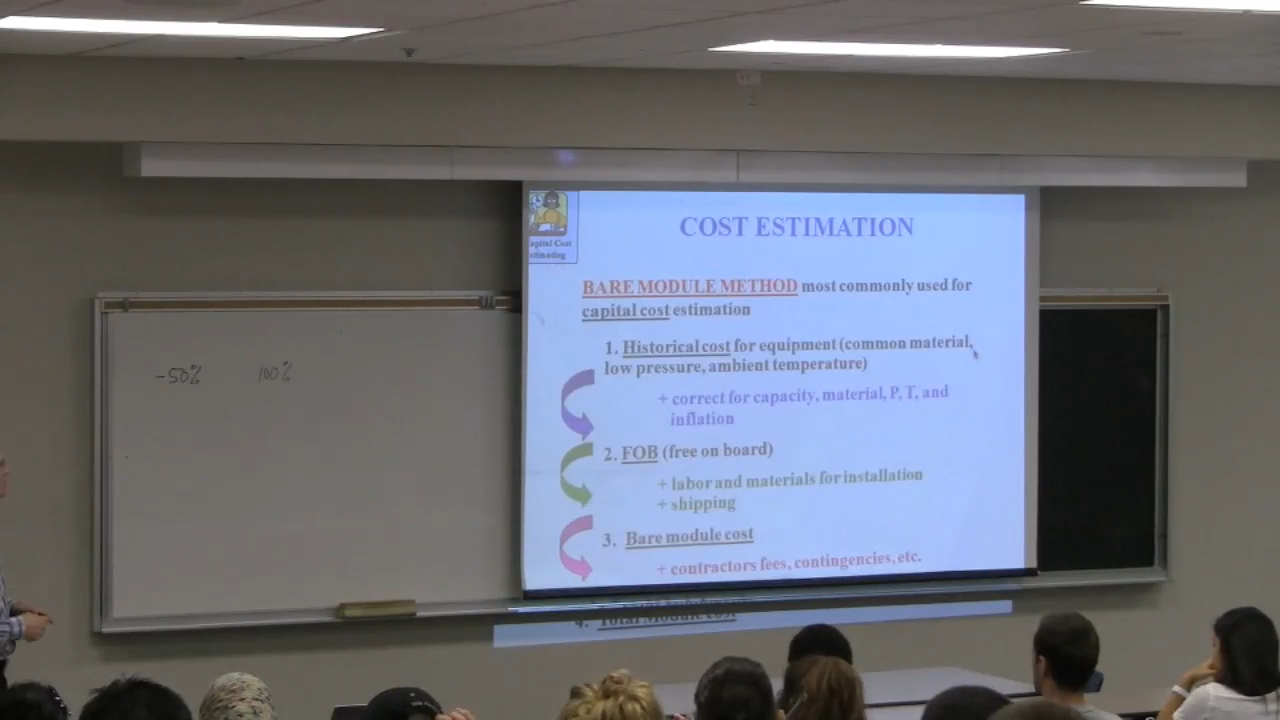 COST ESTIMATION
apital Cost
stimating
BARE MODULE METHOD most commonly used for
capital cost estimation
1. Historical cost for equipment (common material,
low pressure, ambient temperature)
+ correct for capacity, material, P, T, and
inflation
2. FOB (free on board)
+ labor and materials for installation
+ shipping
3. Bare module cost
+ contractors fees, contingencies, etc.
4. Total Module cost
-50% 100%